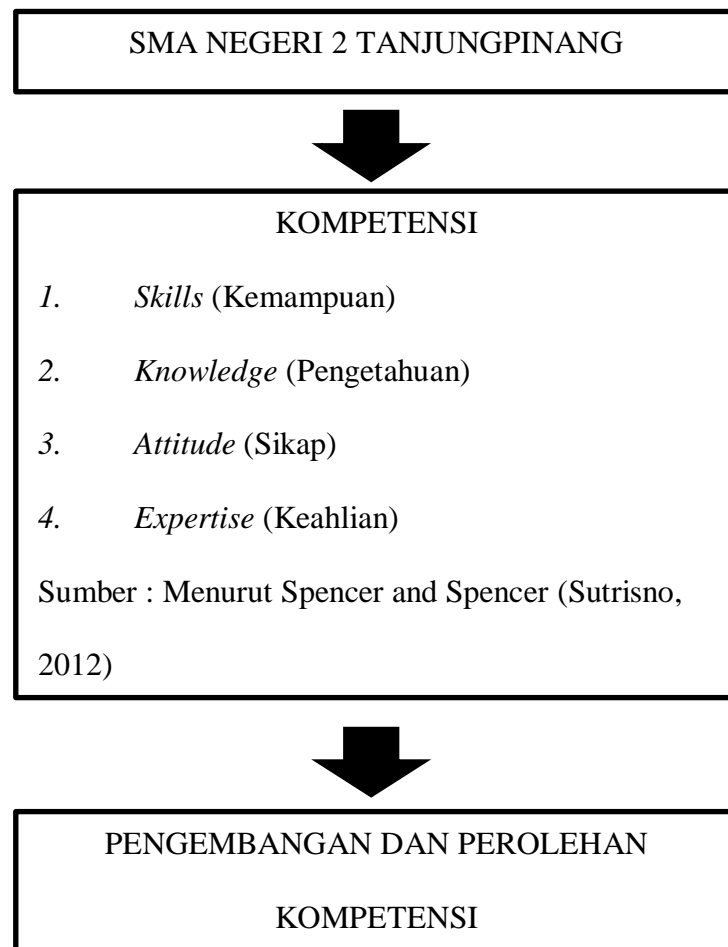 SMA NEGERI 2 TANJUNGPINANG
KOMPETENSI
1. Skills (Kemampuan)
2. Knowledge (Pengetahuan)
3. Attitude (Sikap)
4. Expertise (Keahlian)
Sumber : Menurut Spencer and Spencer (Sutrisno,
2012)
PENGEMBANGAN DAN PEROLEHAN
KOMPETENSI